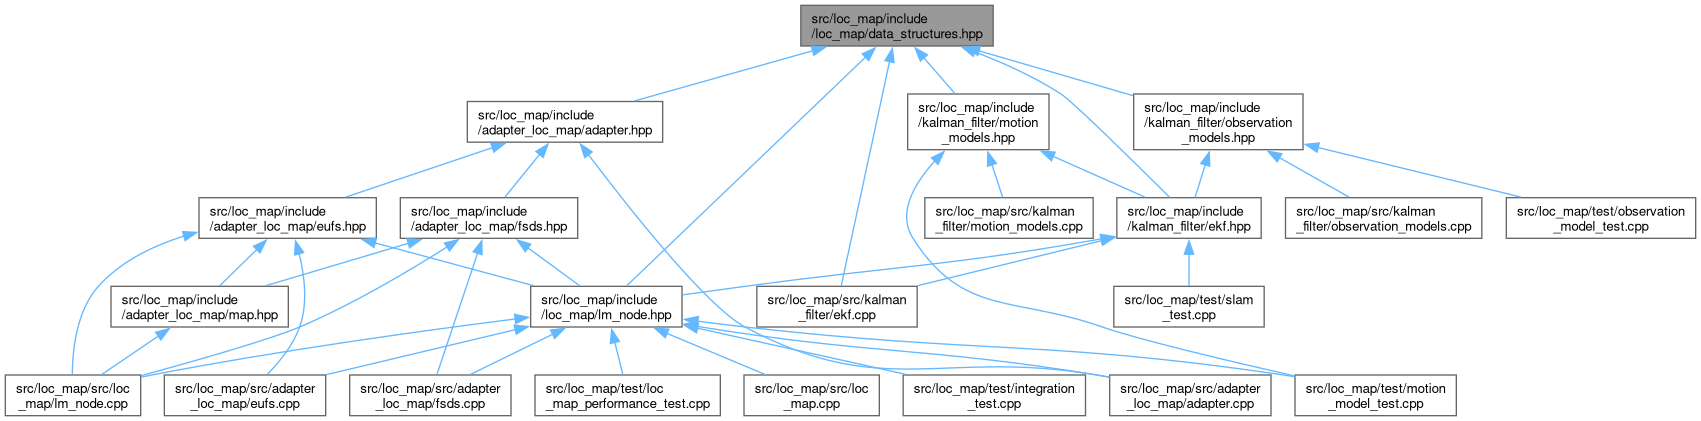 src/loc_map/include
/loc_map/data_structures.hpp
src/loc_map/include
/adapter_loc_map/adapter.hpp
src/loc_map/include
/kalman_filter/motion
_models.hpp
src/loc_map/include
/kalman_filter/observation
_models.hpp
src/loc_map/include
/adapter_loc_map/eufs.hpp
src/loc_map/include
/adapter_loc_map/fsds.hpp
src/loc_map/src/kalman
_filter/motion_models.cpp
src/loc_map/include
/kalman_filter/ekf.hpp
src/loc_map/src/kalman
_filter/observation_models.cpp
src/loc_map/test/observation
_model_test.cpp
src/loc_map/include
/adapter_loc_map/map.hpp
src/loc_map/include
/loc_map/lm_node.hpp
src/loc_map/src/kalman
_filter/ekf.cpp
src/loc_map/test/slam
_test.cpp
src/loc_map/src/loc
_map/lm_node.cpp
src/loc_map/src/adapter
_loc_map/eufs.cpp
src/loc_map/src/adapter
_loc_map/fsds.cpp
src/loc_map/test/loc
_map_performance_test.cpp
src/loc_map/src/loc
_map.cpp
src/loc_map/test/integration
_test.cpp
src/loc_map/src/adapter
_loc_map/adapter.cpp
src/loc_map/test/motion
_model_test.cpp